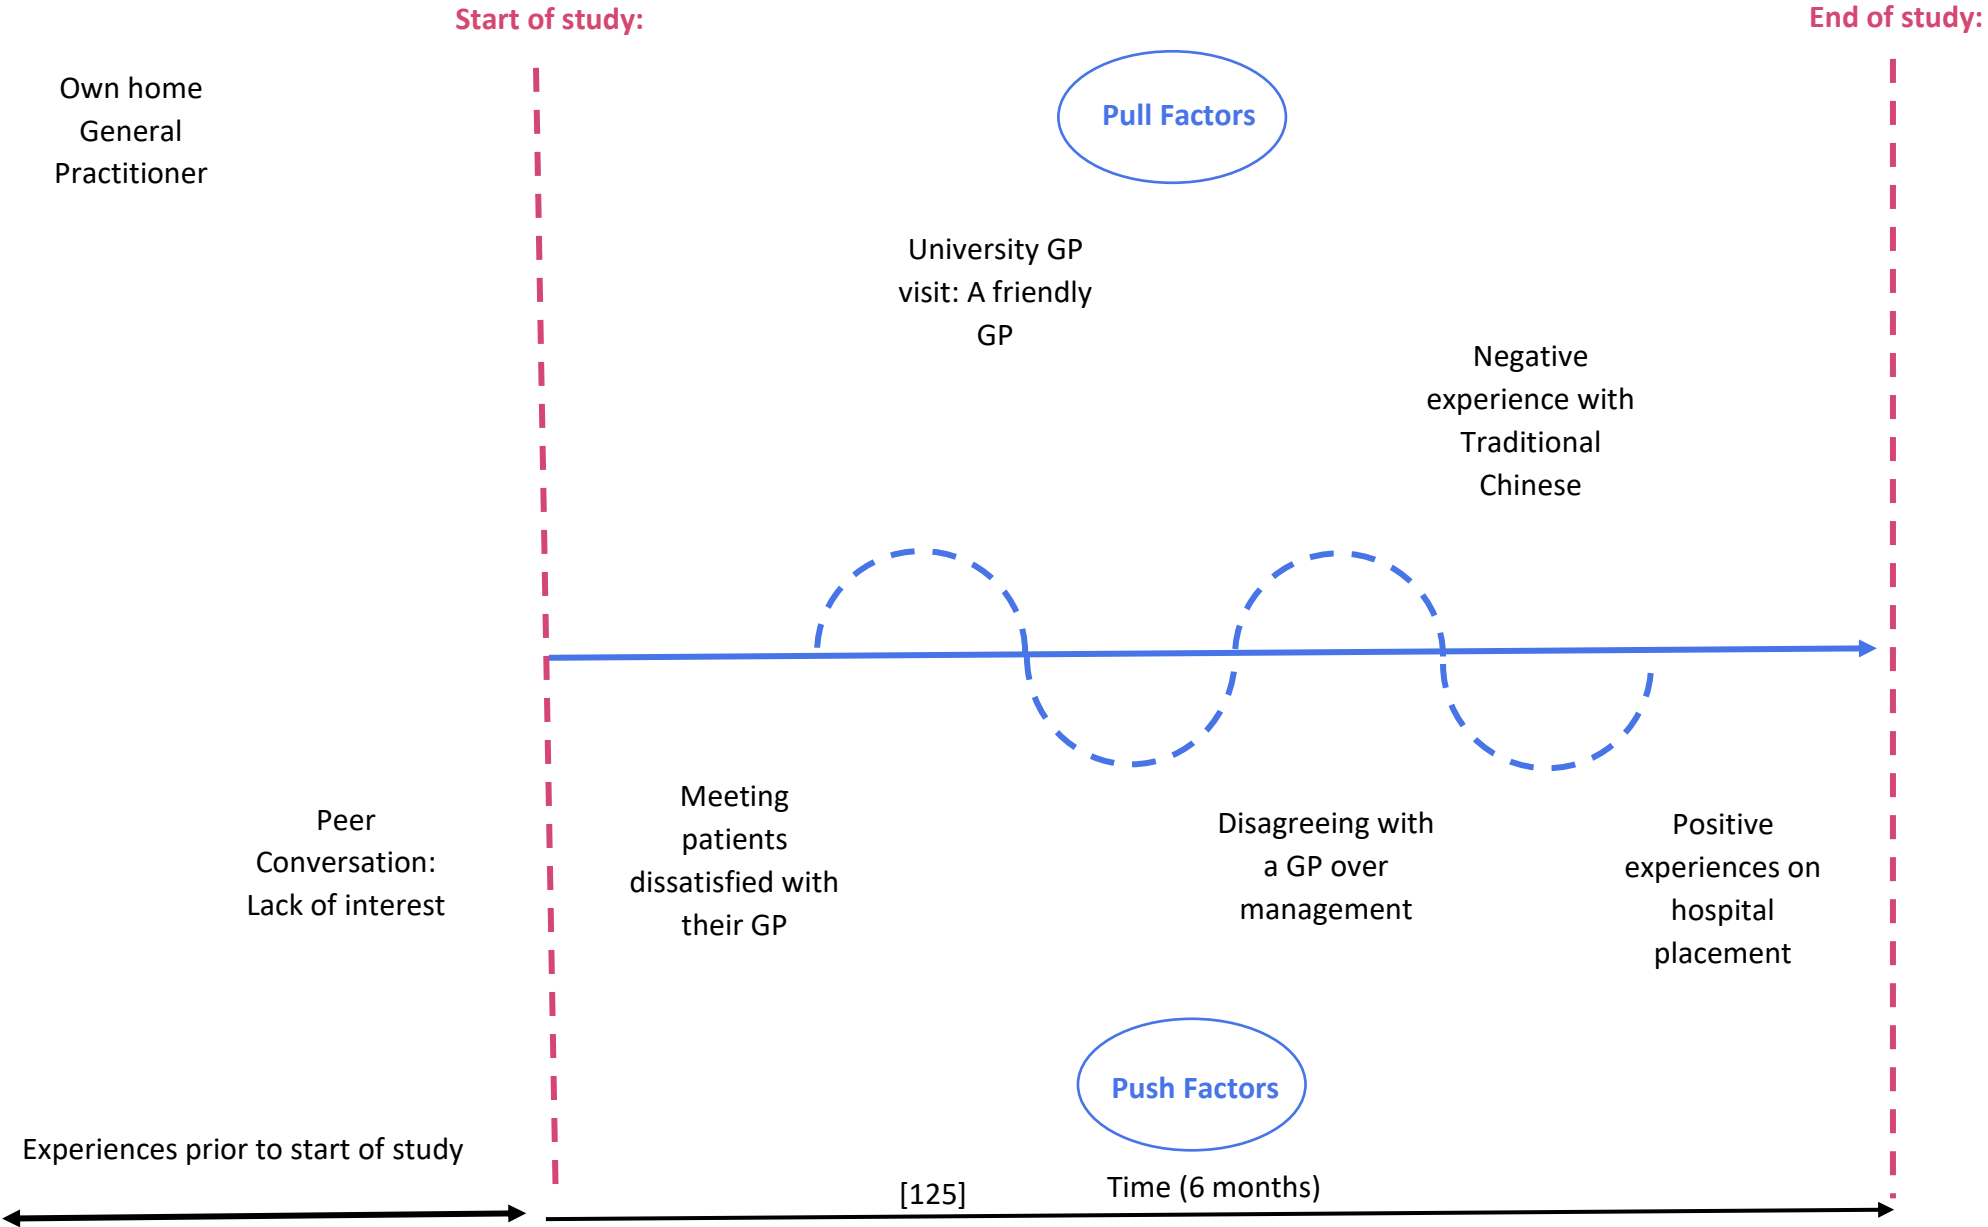 Start of study:
End of study:
Own home
General
Practitioner
Pull Factors
University GP
visit: A friendly
GP
Negative
experience with
Traditional
Chinese
Peer
Conversation:
Lack of interest
Meeting
patients
dissatisfied with
their GP
Disagreeing with
a GP over
management
Positive
experiences on
hospital
placement
Push Factors
Experiences prior to start of study
[125]
Time (6 months)